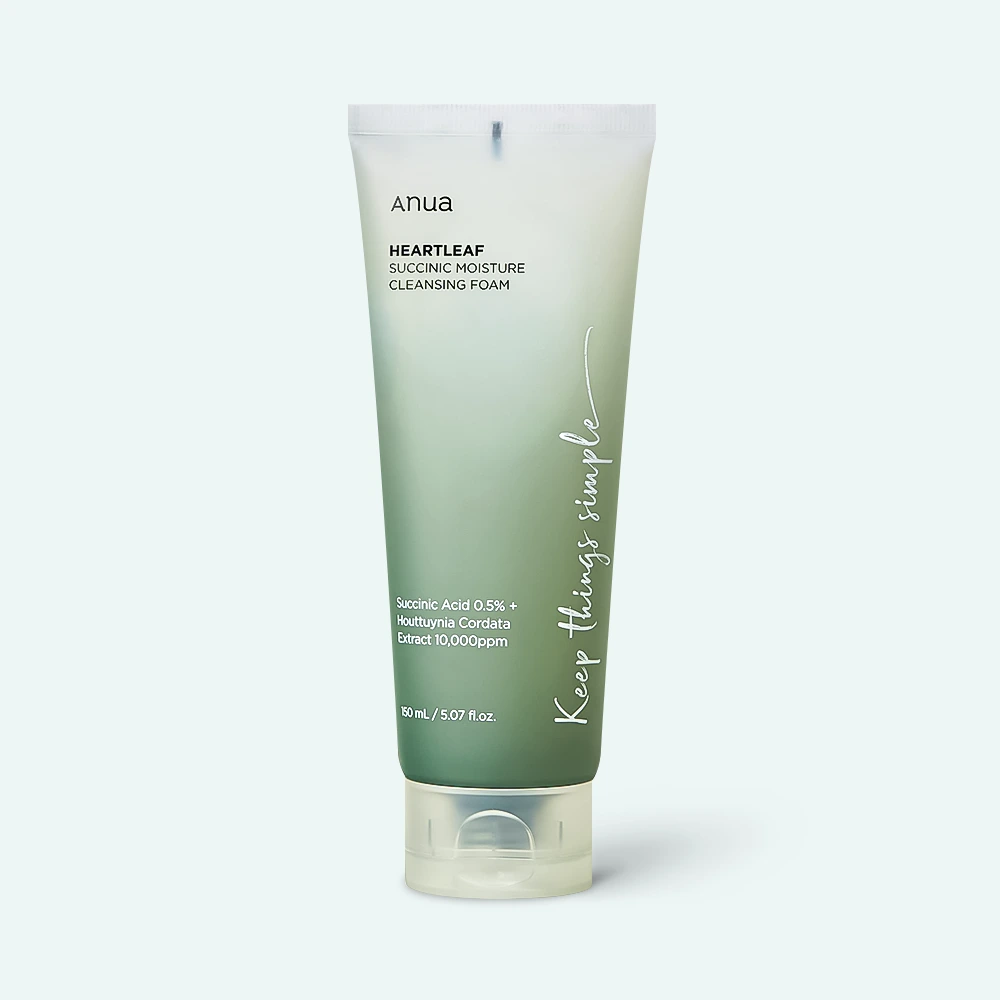 Anua
HEARTLEAF
SUCCINIC MOISTURE
CLEANSING FOAM
Keep things simple
Succinic Acid 0.5% +
Houttuynia Cordata
Extract 10,000ppm
150 mL / 5.07 fl.oz.